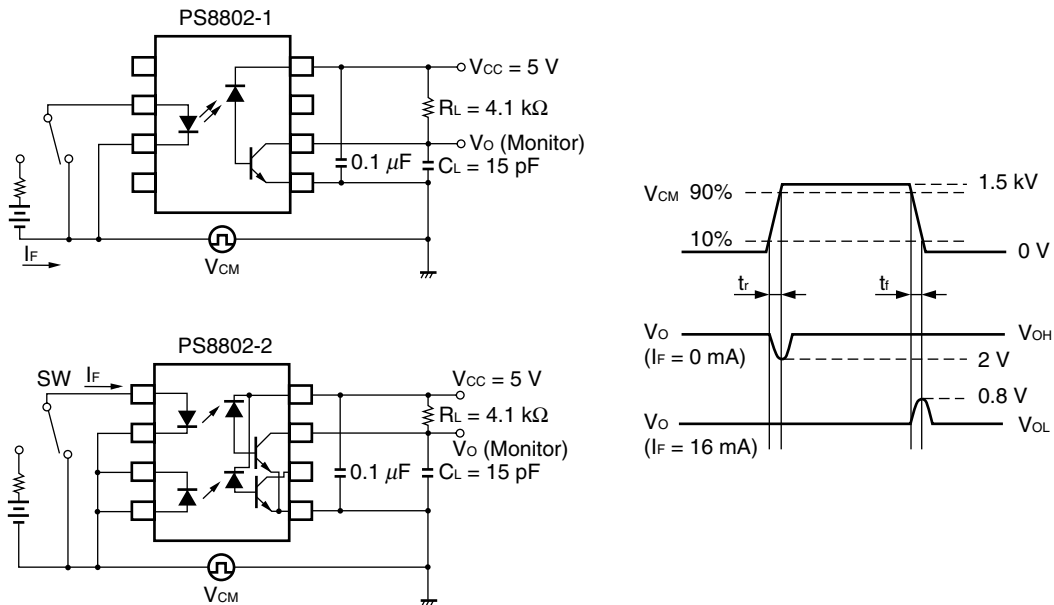 PS8802-1
VCC = 5 V
RL = 4.1 kΩ
VO (Monitor)
0.1 μF
CL = 15 pF
IF
VCM
PS8802-2
SW
IF
VCC = 5 V
RL = 4.1 kΩ
VO (Monitor)
0.1 μF
CL = 15 pF
VCM
VCM 90%
1.5 kV
10%
0 V
tr
tf
VO
(IF = 0 mA)
VOH
2 V
0.8 V
VO
(IF = 16 mA)
VOL